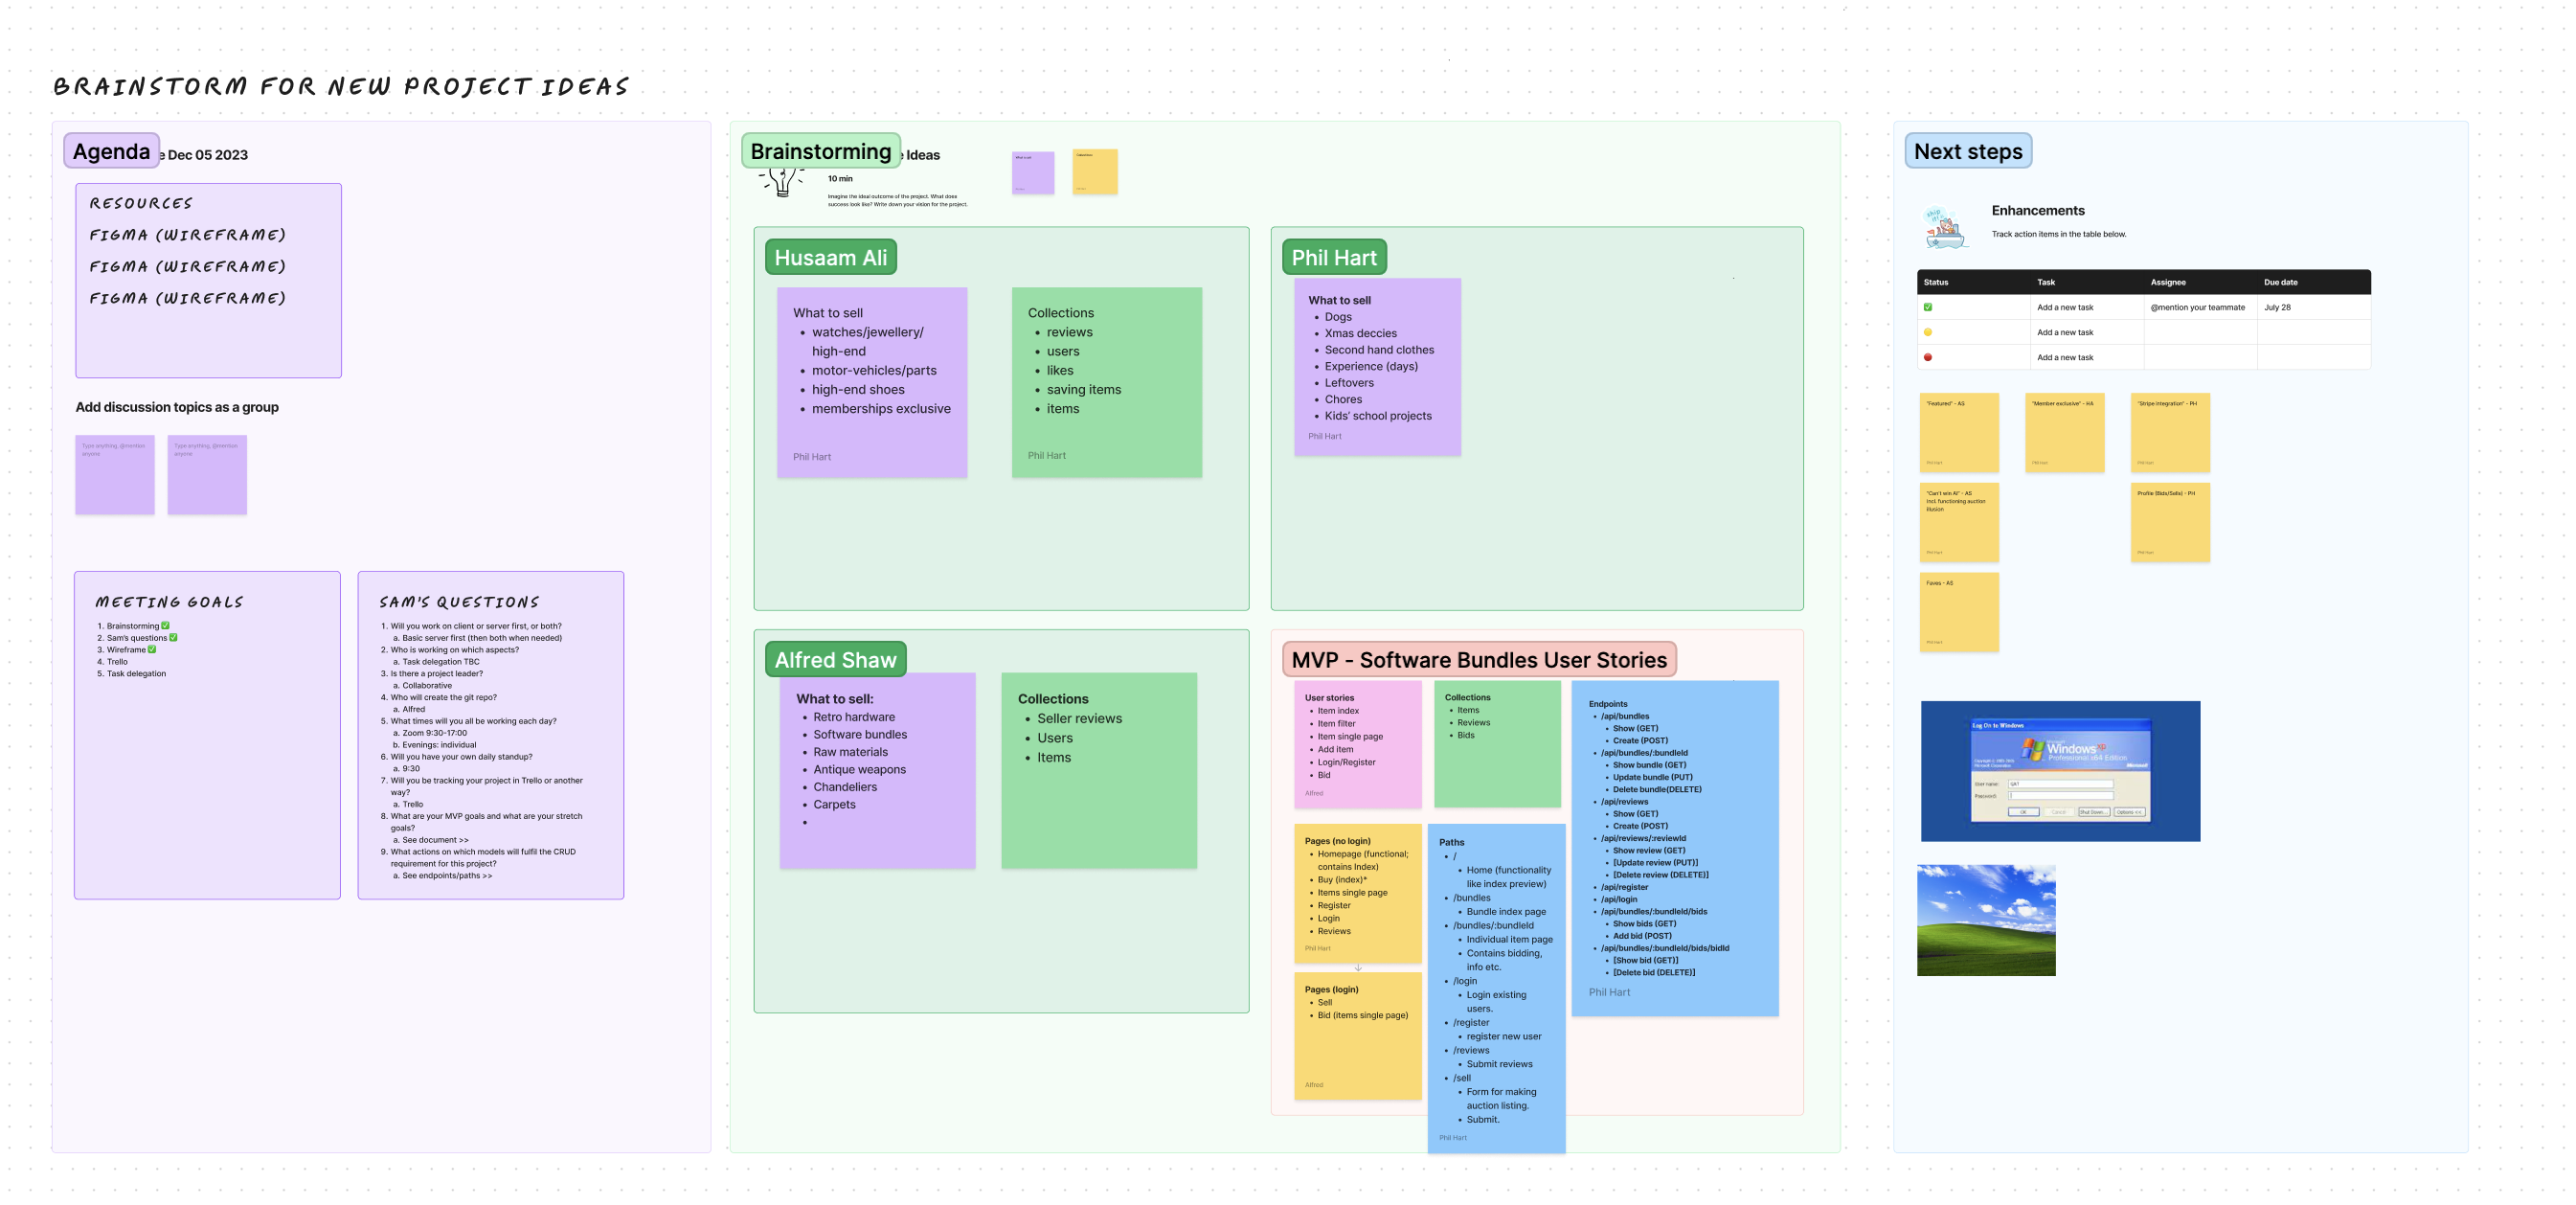 BRAINSTORM FOR NEW PROJECT IDEAS
Agenda
e Dec 05 2023
RESOURCES
FIGMA (WIREFRAME)
FIGMA (WIREFRAME)
FIGMA (WIREFRAME)
Add discussion topics as a group
Type anything, @mention
anyone
Type anything, @mention
anyone
MEETING GOALS
1. Brainstorming ✅
2. Sam's questions ✅
3. Wireframe ✅
4. Trello
5. Task delegation
SAM'S QUESTIONS
1. Will you work on client or server first, or both?
a. Basic server first (then both when needed)
2. Who is working on which aspects?
a. Task delegation TBC
3. Is there a project leader?
a. Collaborative
4. Who will create the git repo?
a. Alfred
5. What times will you all be working each day?
a. Zoom 9:30-17:00
b. Evenings: individual
6. Will you have your own daily standup?
a. 9:30
7. Will you be tracking your project in Trello or another
way?
a. Trello
8. What are your MVP goals and what are your stretch
goals?
a. See document >>
9. What actions on which models will fulfil the CRUD
requirement for this project?
a. See endpoints/paths >>
Brainstorming
e Ideas
10 min
Imagine the ideal outcome of the project. What does
success look like? Write down your vision for the project.
Husaam Ali
What to sell
• watches/jewellery/
high-end
• motor-vehicles/parts
• high-end shoes
• memberships exclusive
Phil Hart
Collections
• reviews
• users
• likes
• saving items
• items
Phil Hart
Phil Hart
What to sell
• Dogs
• Xmas deccies
• Second hand clothes
• Experience (days)
• Leftovers
• Chores
• Kids' school projects
Phil Hart
Alfred Shaw
What to sell:
• Retro hardware
• Software bundles
• Raw materials
• Antique weapons
• Chandeliers
• Carpets
•
Collections
• Seller reviews
• Users
• Items
MVP - Software Bundles User Stories
User stories
• Item index
• Item filter
• Item single page
• Add item
• Login/Register
• Bid
Alfred
Collections
• Items
• Reviews
• Bids
Endpoints
• /api/bundles
• Show (GET)
• Create (POST)
• /api/bundles/:bundleId
• Show bundle (GET)
• Update bundle (PUT)
• Delete bundle(DELETE)
• /api/reviews
• Show (GET)
• Create (POST)
• /api/reviews/:reviewId
• Show review (GET)
• [Update review (PUT)]
• [Delete review (DELETE)]
• /api/register
• /api/login
• /api/bundles/:bundleId/bids
• Show bids (GET)
• Add bid (POST)
• /api/bundles/:bundleId/bids/bidId
• [Show bid (GET)]
• [Delete bid (DELETE)]
Phil Hart
Pages (no login)
• Homepage (functional;
contains Index)
• Buy (index)*
• Items single page
• Register
• Login
• Reviews
Phil Hart
Pages (login)
• Sell
• Bid (items single page)
Alfred
Paths
• /
• Home (functionality
like index preview)
• /bundles
• Bundle index page
• /bundles/:bundleId
• Individual item page
• Contains bidding,
info etc.
• /login
• Login existing
users.
• /register
• register new user
• /reviews
• Submit reviews
• /sell
• Form for making
auction listing.
• Submit.
Phil Hart
Next steps
Enhancements
Track action items in the table below.
Status Task Assignee Due date
✅ Add a new task @mention your teammate July 28
Add a new task
Add a new task
"Featured" - AS
Phil Hart
"Member exclusive" - HA
Phil Hart
"Stripe Integration" - PH
Phil Hart
"Can't win AI" - AS
Incl. functioning auction
illusion
Phil Hart
Profile (Bids/Sells) - PH
Phil Hart
Faves - AS
Phil Hart
Log On to Windows
Windows xp
Professional x64 Edition
Microsoft
User name:
Password:
OK Cancel Shut Down... Options <<